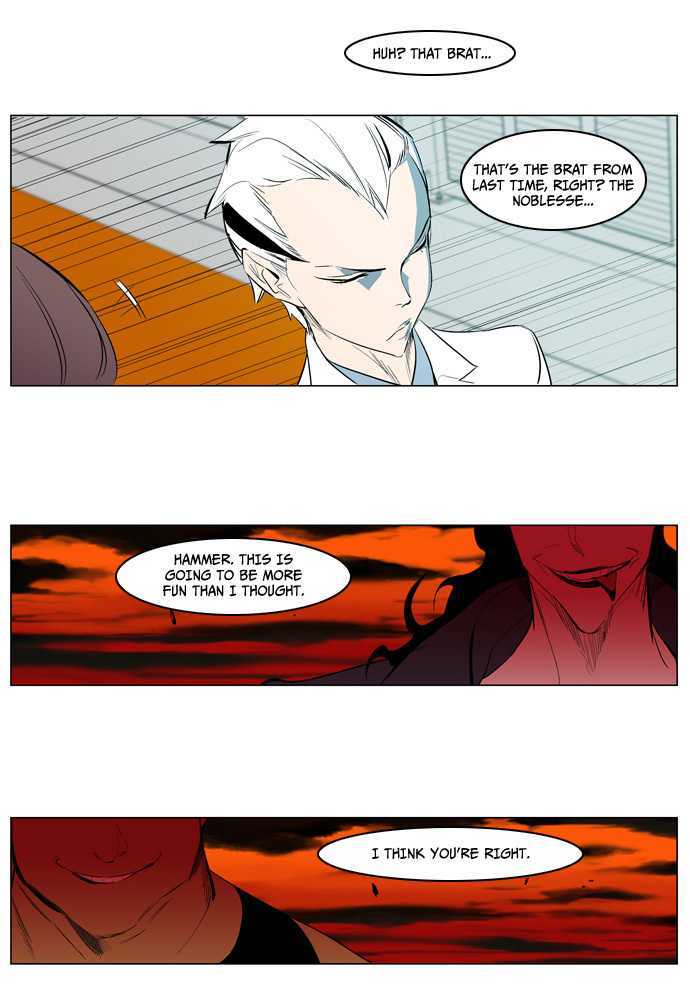 HUH? THAT BRAT...
THAT'S THE BRAT FROM
LAST TIME, RIGHT? THE
NOBLESSE...
HAMMER. THIS IS
GOING TO BE MORE
FUN THAN I THOUGHT.
I THINK YOU'RE RIGHT.